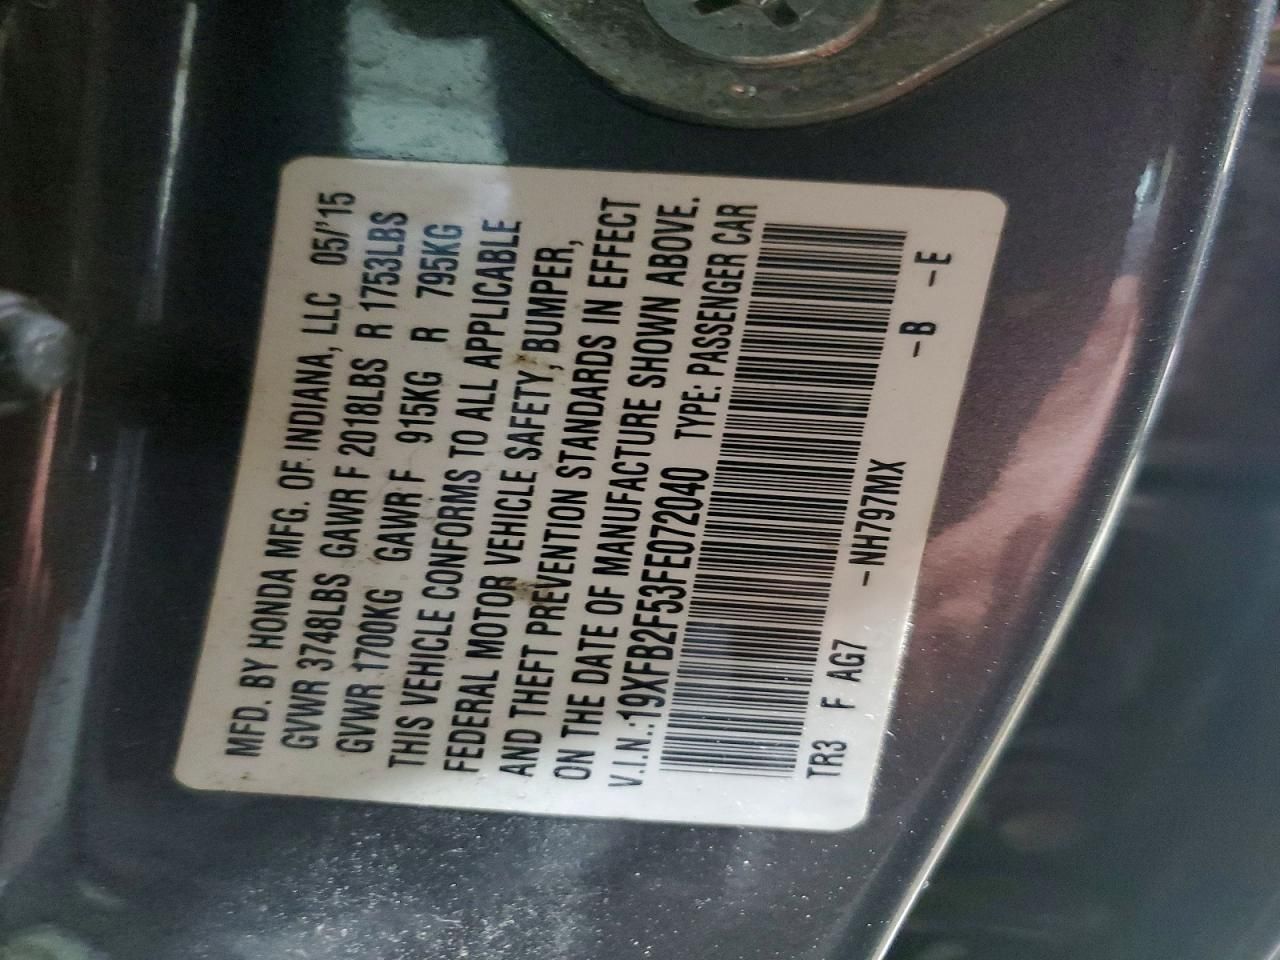 MFD. BY HONDA MFG. OF INDIANA, LLC 05/'15
GVWR 3748LBS GAWR F 2018LBS R 1753LBS
GVWR 1700KG GAWR F 915KG R 795KG
THIS VEHICLE CONFORMS TO ALL APPLICABLE
FEDERAL MOTOR VEHICLE SAFETY, BUMPER,
AND THEFT PREVENTION STANDARDS IN EFFECT
ON THE DATE OF MANUFACTURE SHOWN ABOVE.
V.I.N.:19XFB2F53FE072040 TYPE: PASSENGER CAR
TR3 F AG7 -NH797MX -B -E